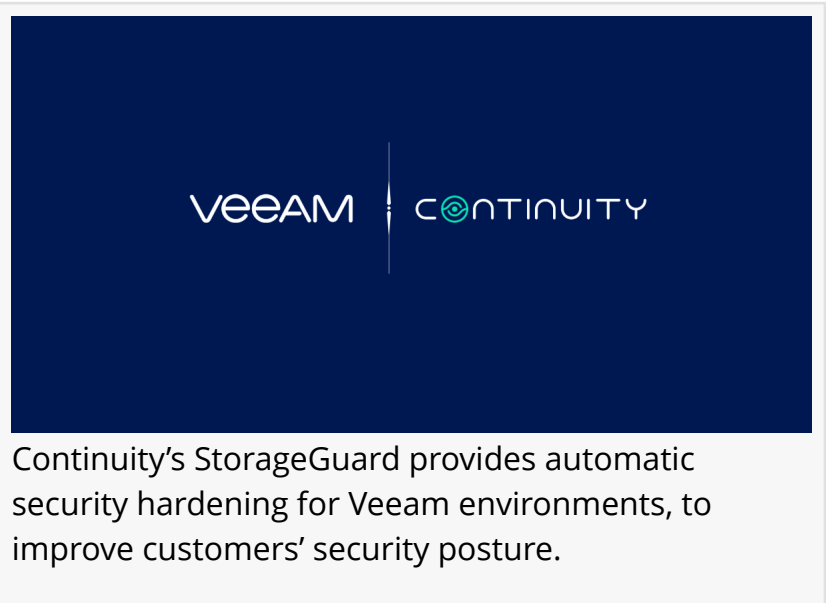 veeAM CONTINUITY
Continuity’s StorageGuard provides automatic
security hardening for Veeam environments, to
improve customers’ security posture.